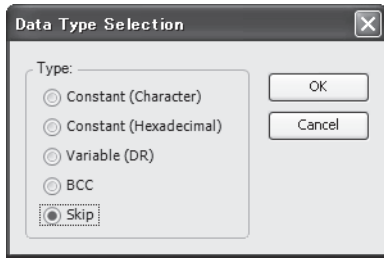 Data Type Selection
Type:
Constant (Character)
Constant (Hexadecimal)
Variable (DR)
BCC
Skip
OK
Cancel